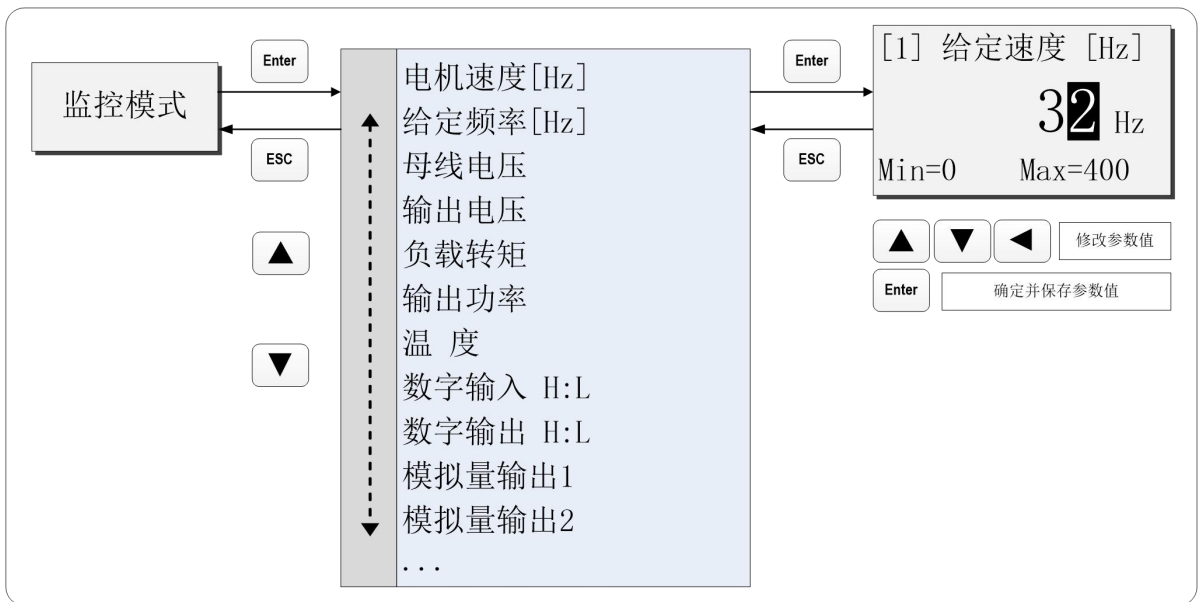 监控模式
Enter
ESC
▲
▼
电机速度[Hz]
给定频率[Hz]
母线电压
输出电压
负载转矩
输出功率
温 度
数字输入 H:L
数字输出 H:L
模拟量输出1
模拟量输出2
...
Enter
ESC
[1] 给定速度 [Hz]
32 Hz
Min=0 Max=400
▲ ▼ ◀ 修改参数值
Enter 确定并保存参数值